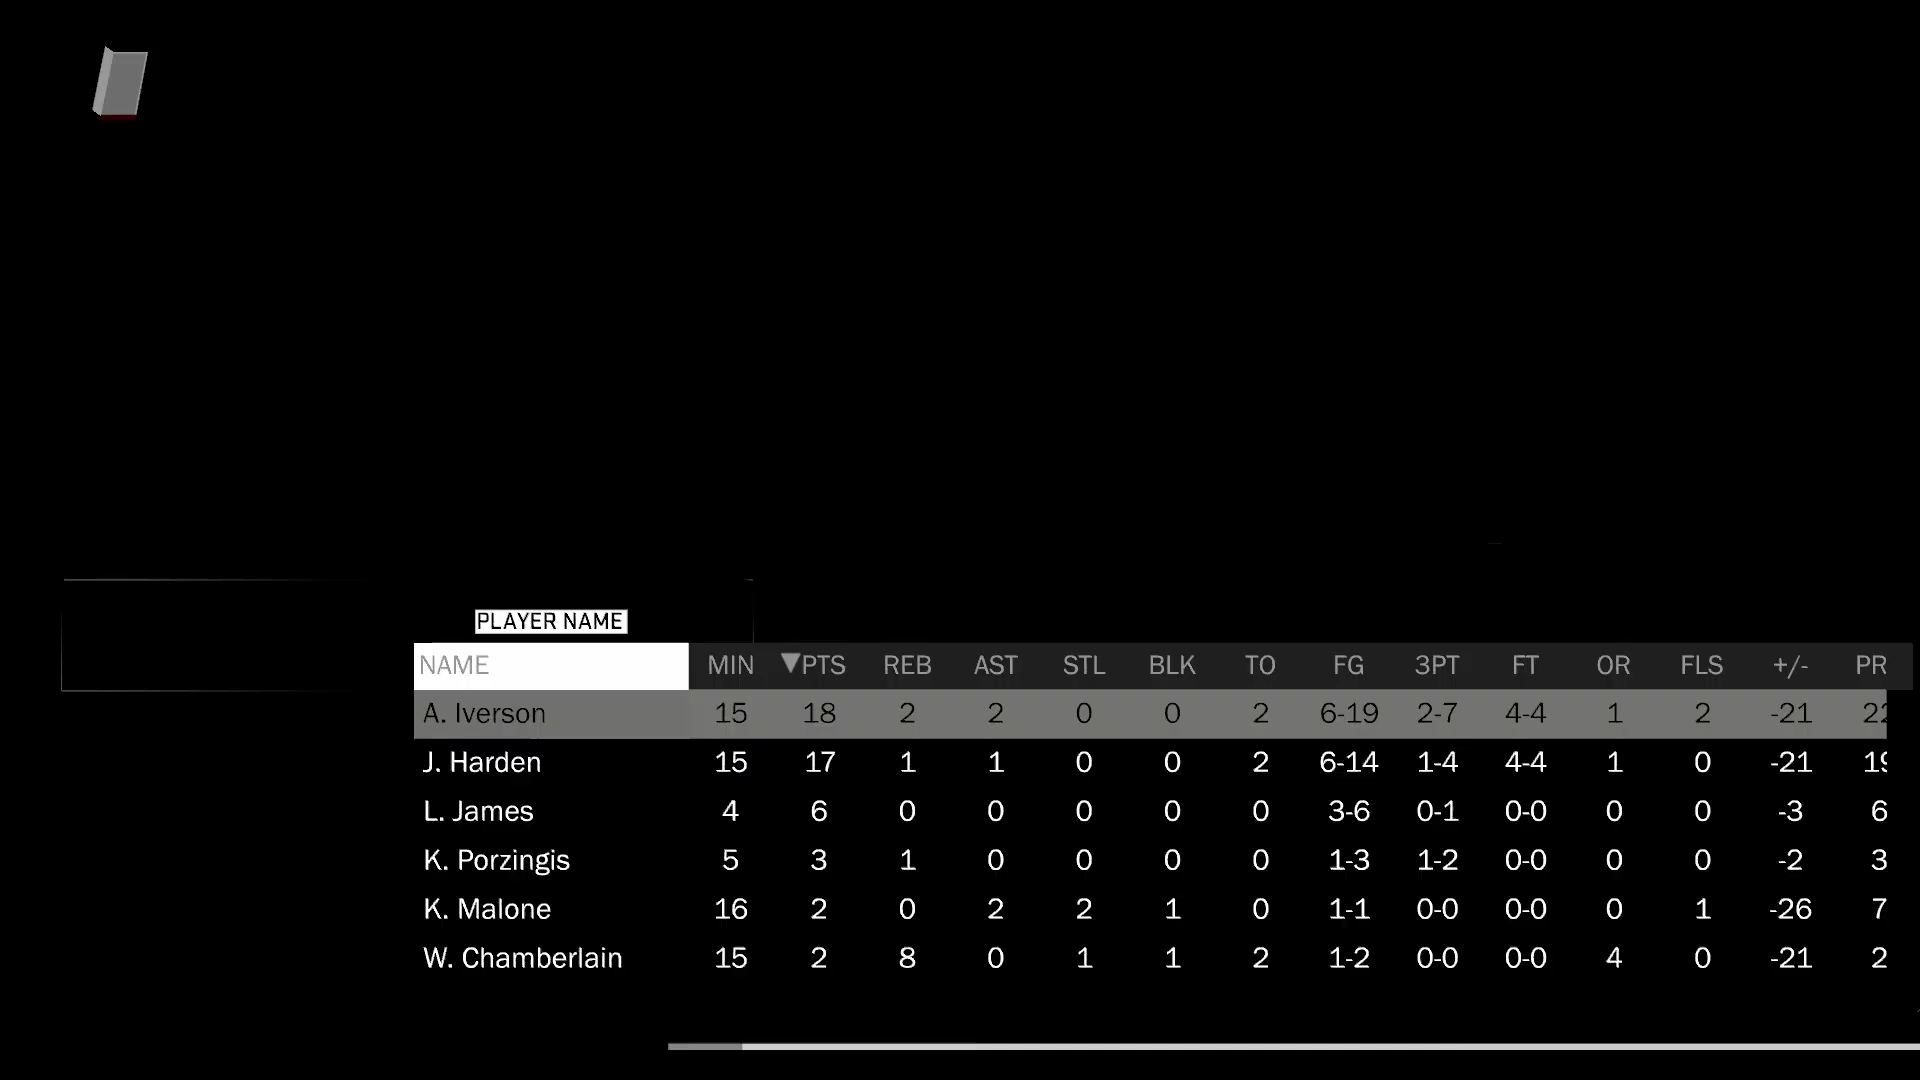 PLAYER NAME
NAME MIN ▼PTS REB AST STL BLK TO FG 3PT FT OR FLS +/- PR
A. Iverson 15 18 2 2 0 0 2 6-19 2-7 4-4 1 2 -21
J. Harden 15 17 1 1 0 0 2 6-14 1-4 4-4 1 0 -21
L. James 4 6 0 0 0 0 0 3-6 0-1 0-0 0 0 -3 6
K. Porzingis 5 3 1 0 0 0 0 1-3 1-2 0-0 0 0 -2 3
K. Malone 16 2 0 2 2 1 0 1-1 0-0 0-0 0 1 -26 7
W. Chamberlain 15 2 8 0 1 1 2 1-2 0-0 0-0 4 0 -21 2